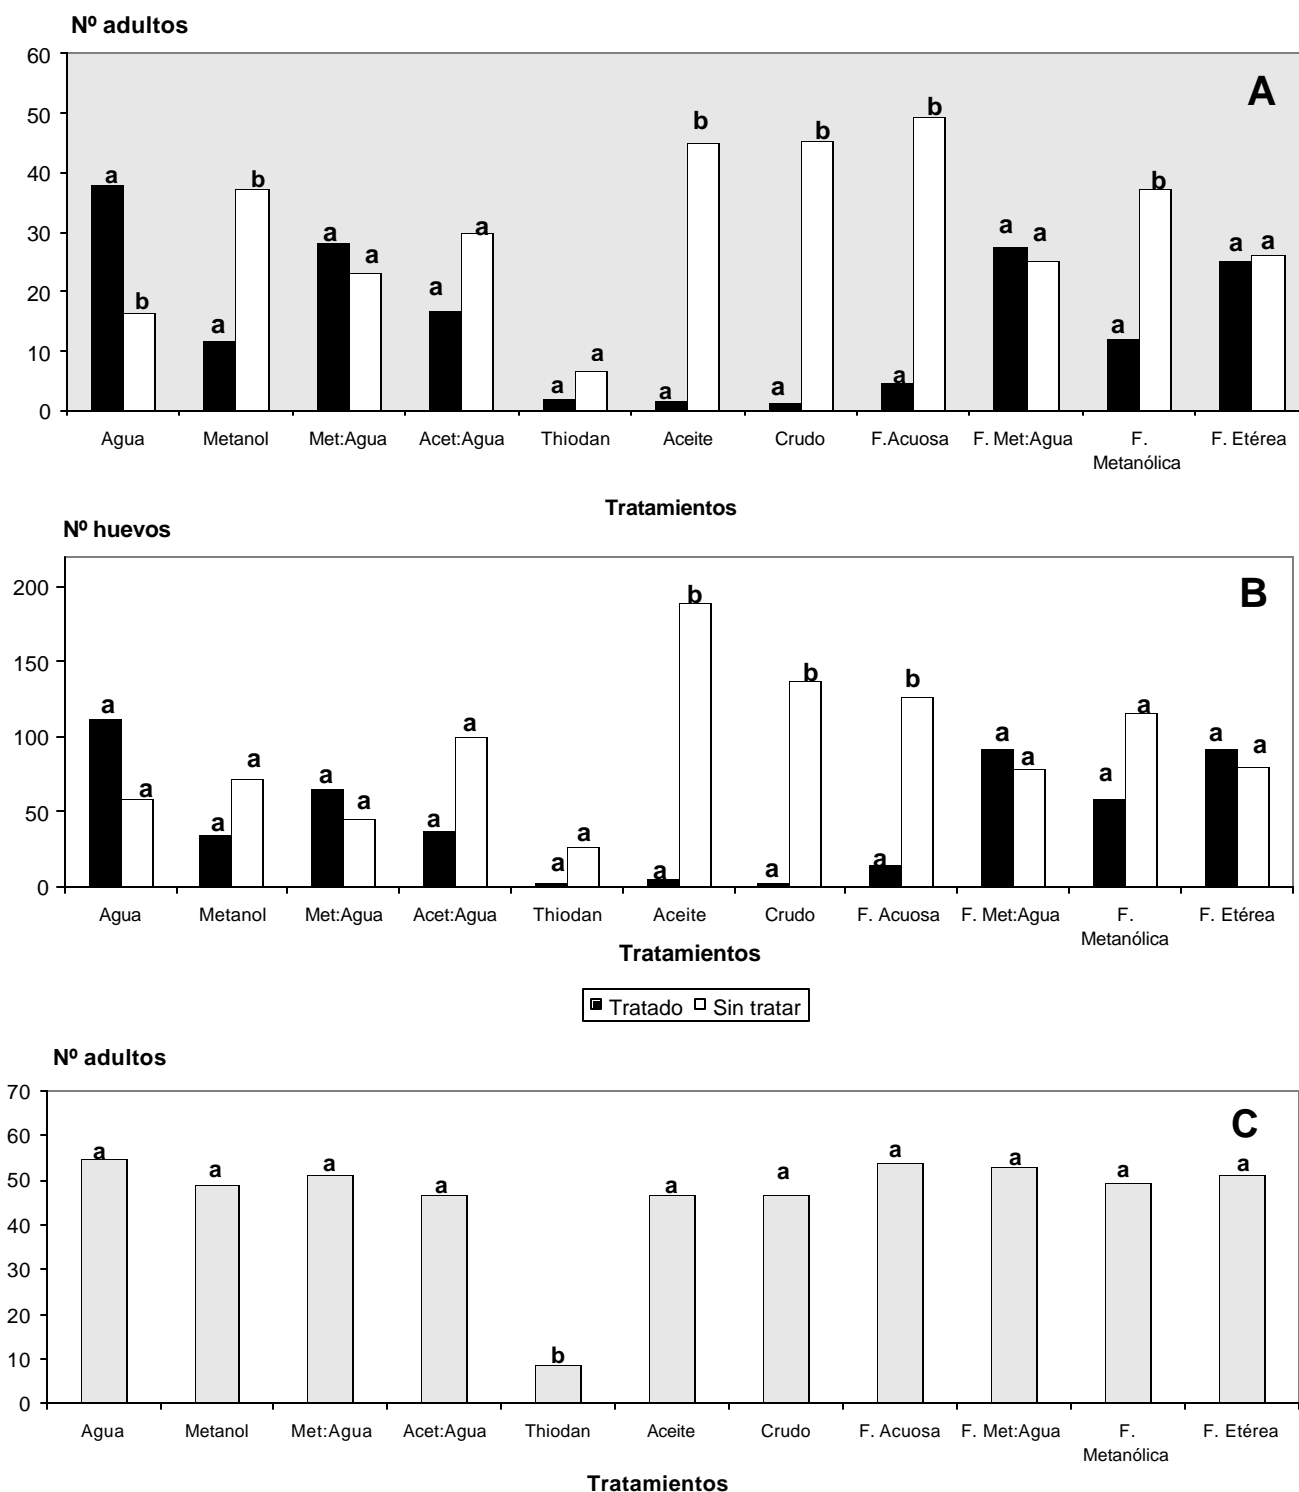 Nº adultos
60
A
50
b
b
b
40
a
b
b
30
a
a
a
a
a
a
a
20
a
a
b
a
a
10
a
a
a
a
a
0
Agua Metanol Met:Agua Acet:Agua Thiodan Aceite Crudo F.Acuosa F. Met:Agua F. Metanólica F. Etérea
Tratamientos
Nº huevos
B
200
b
150
b
b
a
a
100
a
a
a
a
a
a
a
a
50
a
a
a
a
a
a
a
a
a
0
Agua Metanol Met:Agua Acet:Agua Thiodan Aceite Crudo F. Acuosa F. Met:Agua F. Metanólica F. Etérea
Tratamientos
Tratado Sin tratar
Nº adultos
70
C
60
a a a a a a a a a a
50
40
30
20
b
10
0
Agua Metanol Met:Agua Acet:Agua Thiodan Aceite Crudo F. Acuosa F. Met:Agua F. Metanólica F. Etérea
Tratamientos